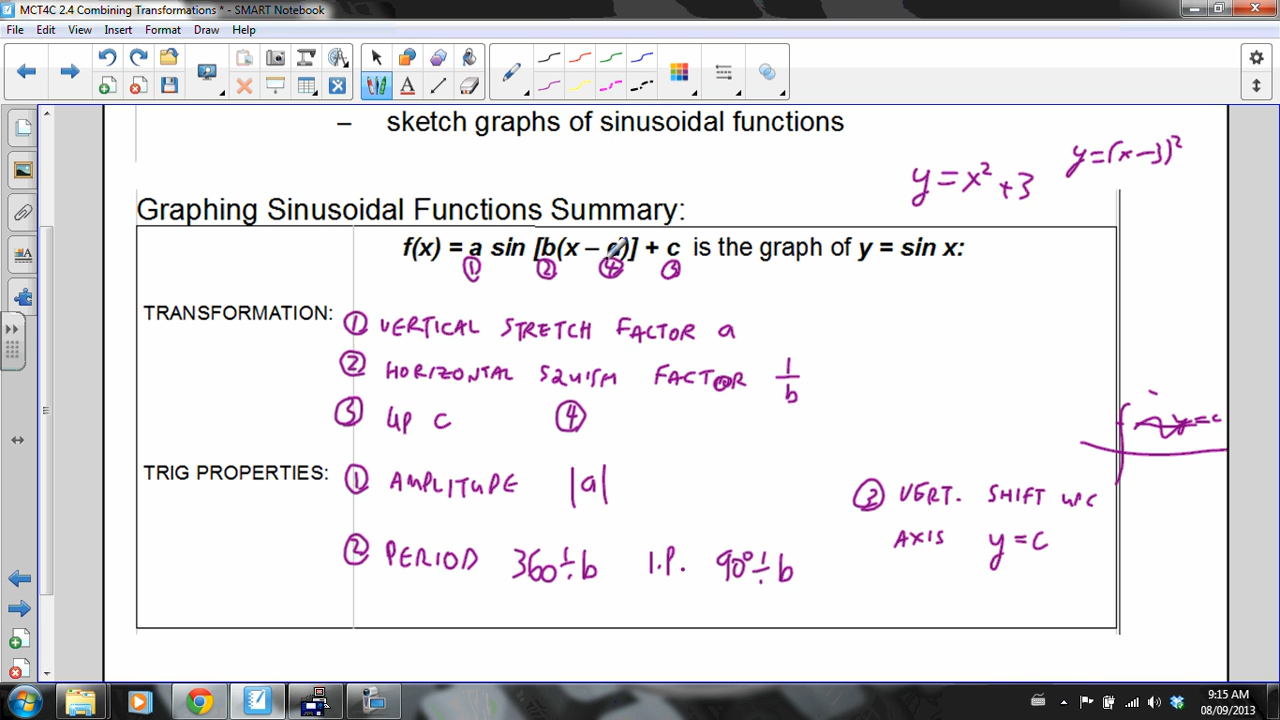 MCT4C 2.4 Combining Transformations * - SMART Notebook
File Edit View Insert Format Draw Help
– sketch graphs of sinusoidal functions
y = x² + 3
y = (x - 3)²
Graphing Sinusoidal Functions Summary:
f(x) = a sin [b(x – d)] + c is the graph of y = sin x:
① ② ④ ③
TRANSFORMATION:
① VERTICAL STRETCH FACTOR a
② HORIZONTAL SQUISH FACTOR 1/b
③ UP C ④
y = c
TRIG PROPERTIES:
① AMPLITUDE |a|
③ VERT. SHIFT UP C
AXIS y = C
② PERIOD 360 ÷ b I.P. 90° ÷ b
9:15 AM
08/09/2013